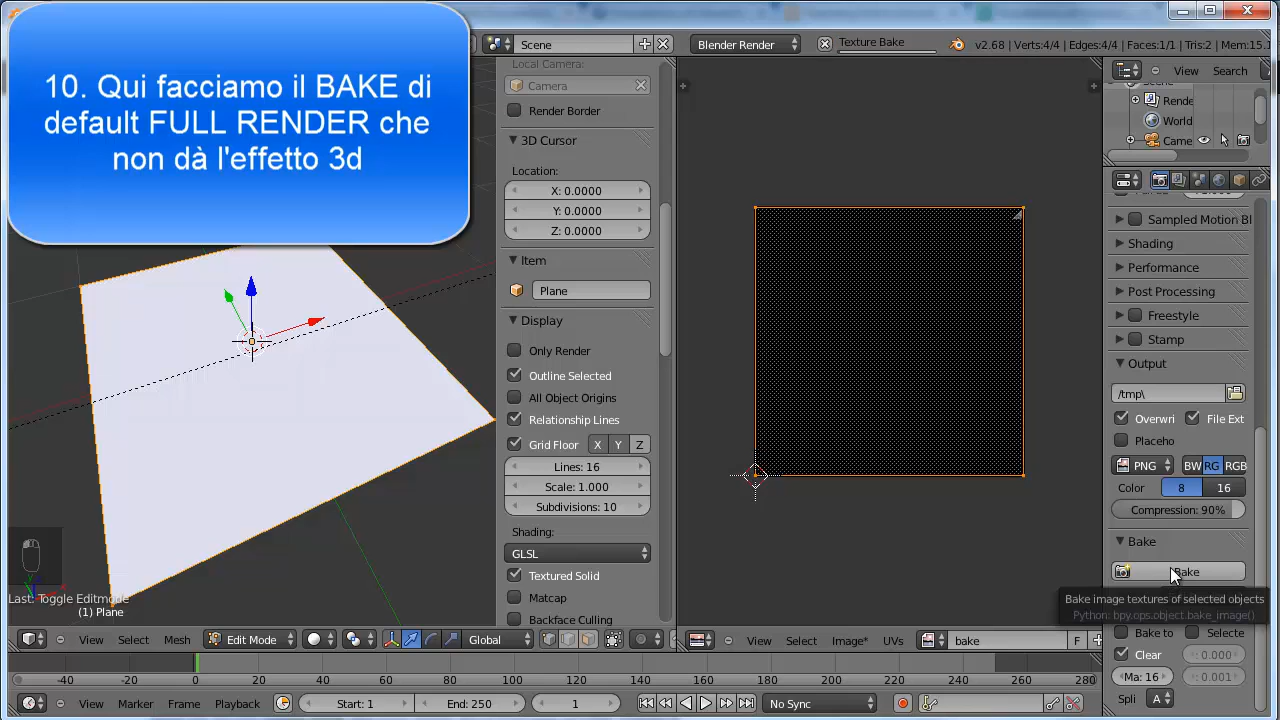 10. Qui facciamo il BAKE di
default FULL RENDER che
non dà l'effetto 3d
Scene
Blender Render
Texture Bake
v2.68 | Verts:4/4 | Edges:4/4 | Faces:1/1 | Tris:2 | Mem:15.
Local Camera:
Camera
Render Border
3D Cursor
Location:
X: 0.0000
Y: 0.0000
Z: 0.0000
Item
Plane
Display
Only Render
Outline Selected
All Object Origins
Relationship Lines
Grid Floor
X
Y
Z
Lines: 16
Scale: 1.000
Subdivisions: 10
Shading:
GLSL
Textured Solid
Matcap
Backface Culling
Last: Toggle Editmode
(1) Plane
View
Search
Rende
World
Came
Sampled Motion Bl
Shading
Performance
Post Processing
Freestyle
Stamp
Output
/tmp\
Overwri
File Ext
Placeho
PNG
BW
RG
RGB
Color
8
16
Compression: 90%
Bake
Bake
Bake image textures of selected objects
Python: bpy.ops.object.bake_image()
Bake to
Selecte
Clear
: 0.000
Ma: 16
: 0.001
Spli
A
View
Select
Mesh
Edit Mode
Global
View
Select
Image*
UVs
bake
F
-40
-20
0
20
40
60
80
100
120
140
160
180
200
220
240
260
280
View
Marker
Frame
Playback
Start: 1
End: 250
1
No Sync